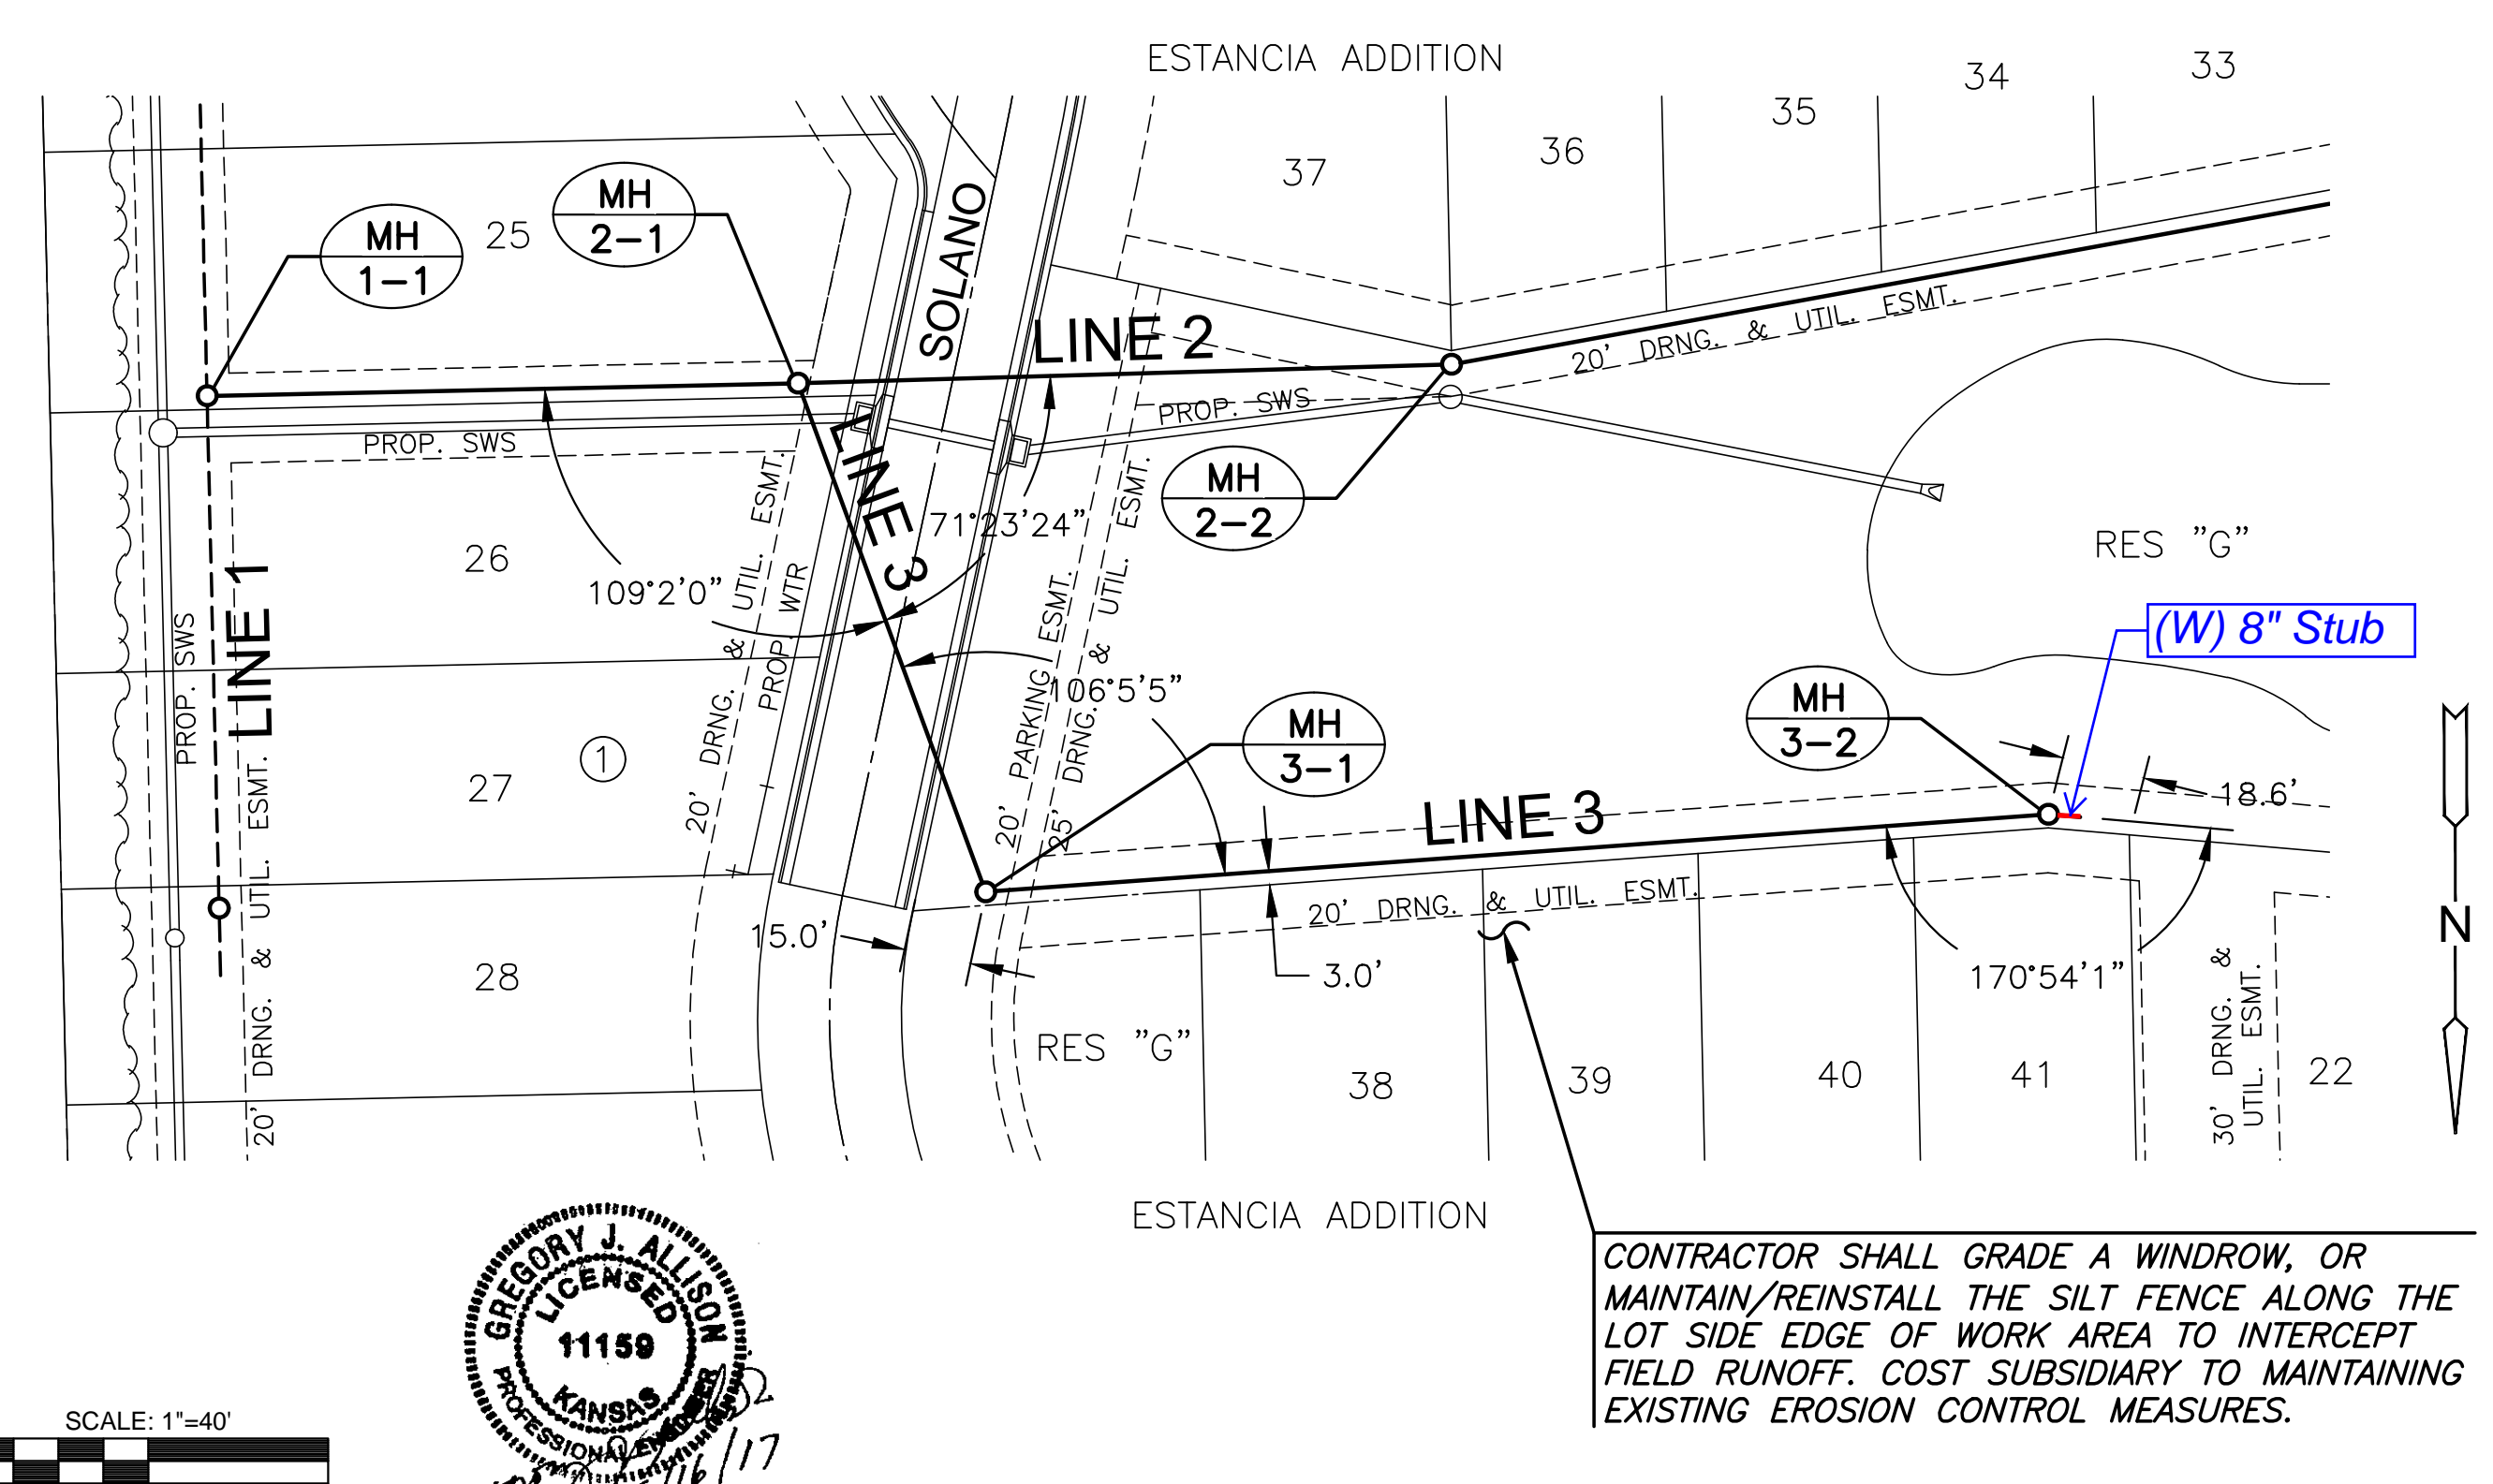 ESTANCIA ADDITION
33
34
35
36
37
MH
2-1
MH
1-1
25
SOLANO
LINE 2
20' DRNG. & UTIL. ESMT.
PROP. SWS
PROP. SWS
LINE 3
71°23'24"
MH
2-2
RES "G"
26
109°2'0"
20' DRNG. & UTIL. ESMT.
PROP. WTR
20' PARKING ESMT.
25' DRNG. & UTIL. ESMT.
(W) 8" Stub
LINE 1
PROP. SWS
106°5'5"
MH
3-1
MH
3-2
1
27
LINE 3
18.6'
20' DRNG. & UTIL. ESMT.
20' DRNG. & UTIL. ESMT.
15.0'
3.0'
170°54'1"
N
28
RES "G"
38
39
40
41
30' DRNG. &
UTIL. ESMT.
22
ESTANCIA ADDITION
CONTRACTOR SHALL GRADE A WINDROW, OR
MAINTAIN/REINSTALL THE SILT FENCE ALONG THE
LOT SIDE EDGE OF WORK AREA TO INTERCEPT
FIELD RUNOFF. COST SUBSIDIARY TO MAINTAINING
EXISTING EROSION CONTROL MEASURES.
GREGORY J. ALLISON
LICENSED
11159
KANSAS
PROFESSIONAL ENGINEER
SCALE: 1"=40'